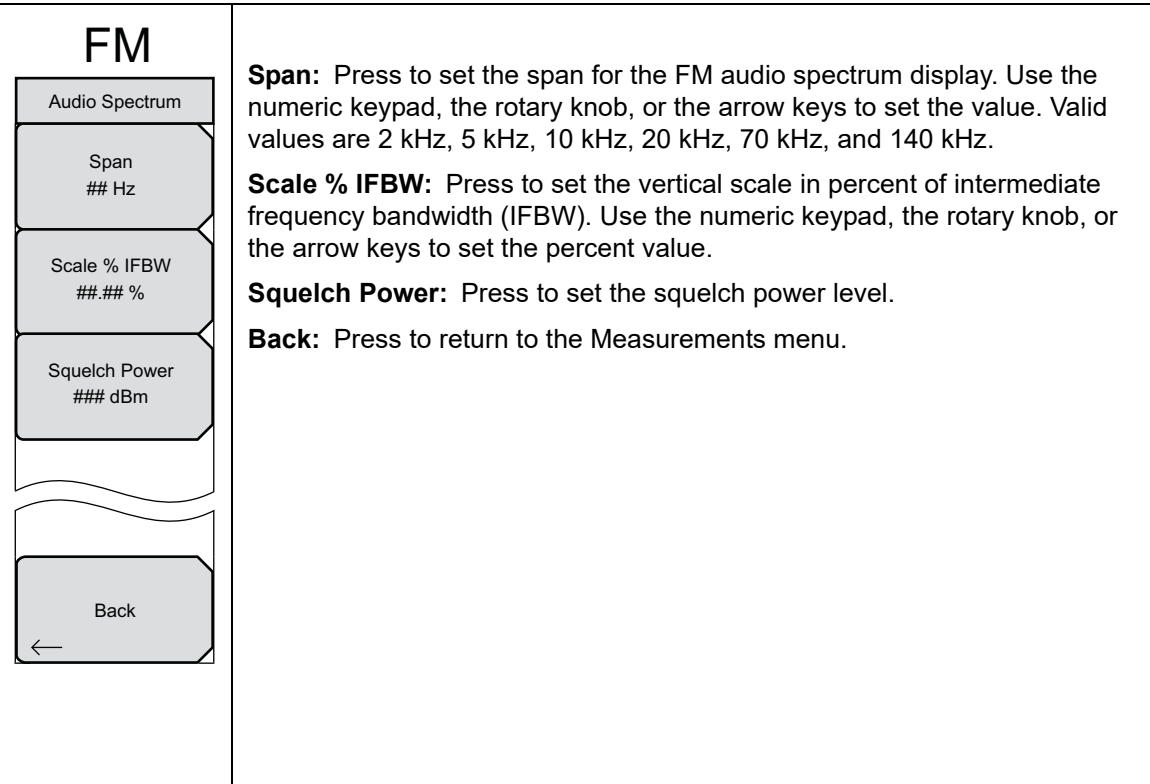 FM
Audio Spectrum
Span
## Hz
Scale % IFBW
##.## %
Squelch Power
### dBm
Back
Span: Press to set the span for the FM audio spectrum display. Use the
numeric keypad, the rotary knob, or the arrow keys to set the value. Valid
values are 2 kHz, 5 kHz, 10 kHz, 20 kHz, 70 kHz, and 140 kHz.
Scale % IFBW: Press to set the vertical scale in percent of intermediate
frequency bandwidth (IFBW). Use the numeric keypad, the rotary knob, or
the arrow keys to set the percent value.
Squelch Power: Press to set the squelch power level.
Back: Press to return to the Measurements menu.